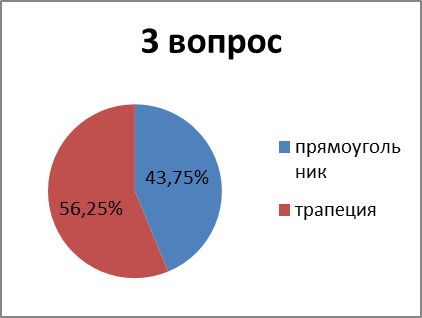 3 вопрос
43,75%
56,25%
прямоуголь
ник
трапеция